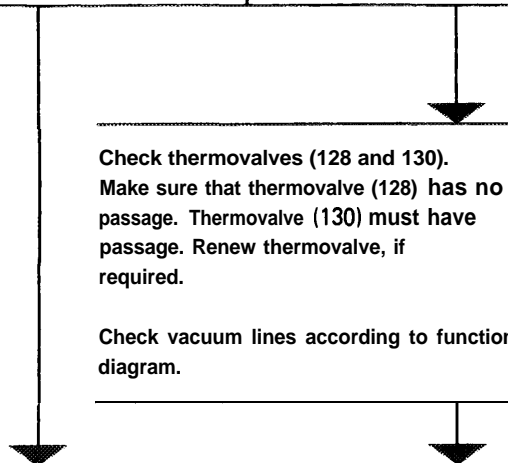 Check thermovalves (128 and 130).
Make sure that thermovalve (128) has no
passage. Thermovalve (130) must have
passage. Renew thermovalve, if
required.
Check vacuum lines according to function
diagram.